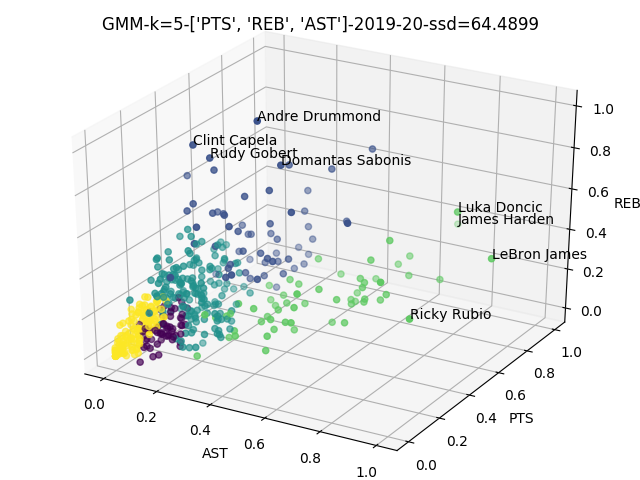 GMM-k=5-['PTS', 'REB', 'AST']-2019-20-ssd=64.4899
Andre Drummond
Clint Capela
Rudy Gobert
Domantas Sabonis
Luka Doncic
James Harden
LeBron James
Ricky Rubio
1.0
0.8
0.6
REB
0.4
0.2
0.0
0.0
0.2
0.4
0.6
0.8
1.0
AST
0.0
0.2
0.4
PTS
0.6
0.8
1.0